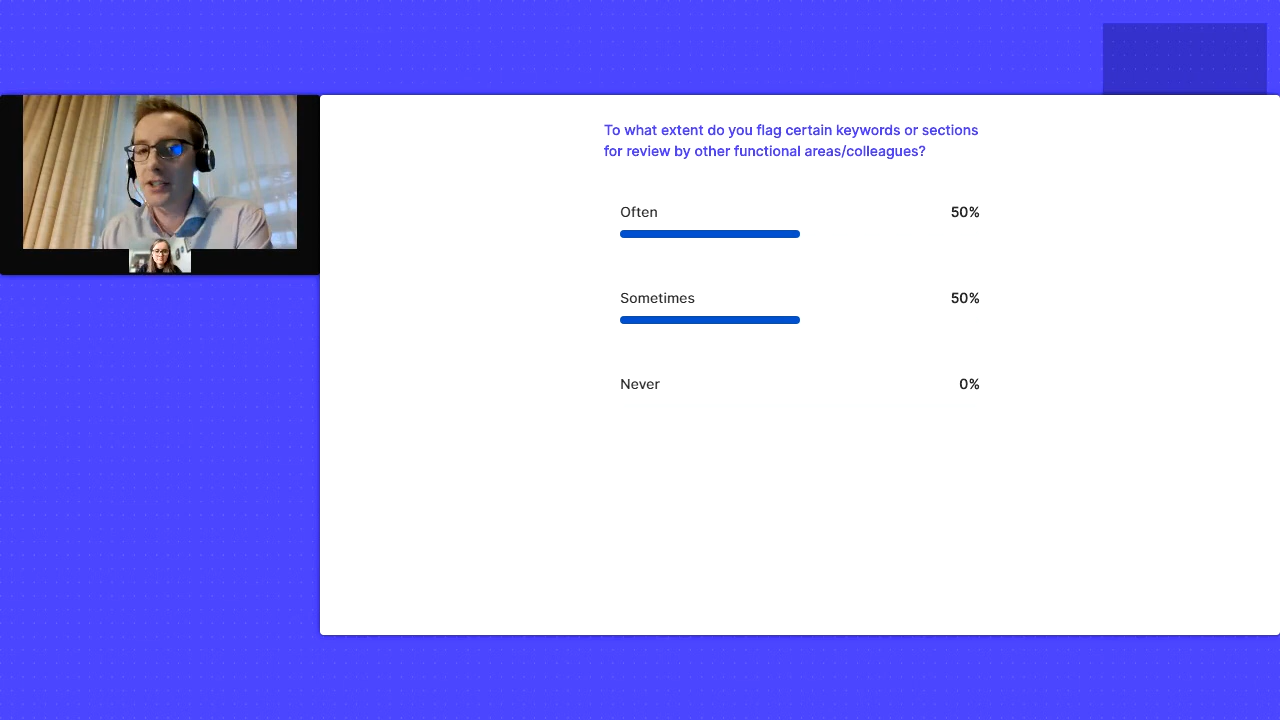 To what extent do you flag certain keywords or sections
for review by other functional areas/colleagues?
Often 50%
Sometimes 50%
Never 0%